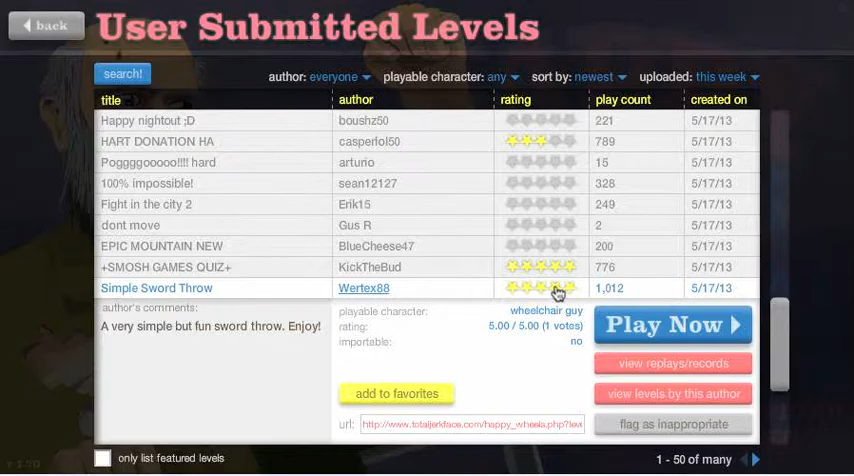 back User Submitted Levels
search! author: everyone playable character: any sort by: newest uploaded: this week
title author rating play count created on
Happy nightout ;D boushz50 221 5/17/13
HART DONATION HA casperfol50 789 5/17/13
Poggggooooo!!!! hard arturio 15 5/17/13
100% impossible! sean12127 328 5/17/13
Fight in the city 2 Erik15 249 5/17/13
dont move Gus R 2 5/17/13
EPIC MOUNTAIN NEW BlueCheese47 200 5/17/13
+SMOSH GAMES QUIZ+ KickTheBud 776 5/17/13
Simple Sword Throw Wertex88 1,012 5/17/13
author's comments:
A very simple but fun sword throw. Enjoy!
playable character: wheelchair guy
rating: 5.00 / 5.00 (1 votes)
importable: no
add to favorites
url: http://www.totaljerkface.com/happy_wheels.php?leve
Play Now
view replays/records
view levels by this author
flag as inappropriate
only list featured levels
1 - 50 of many